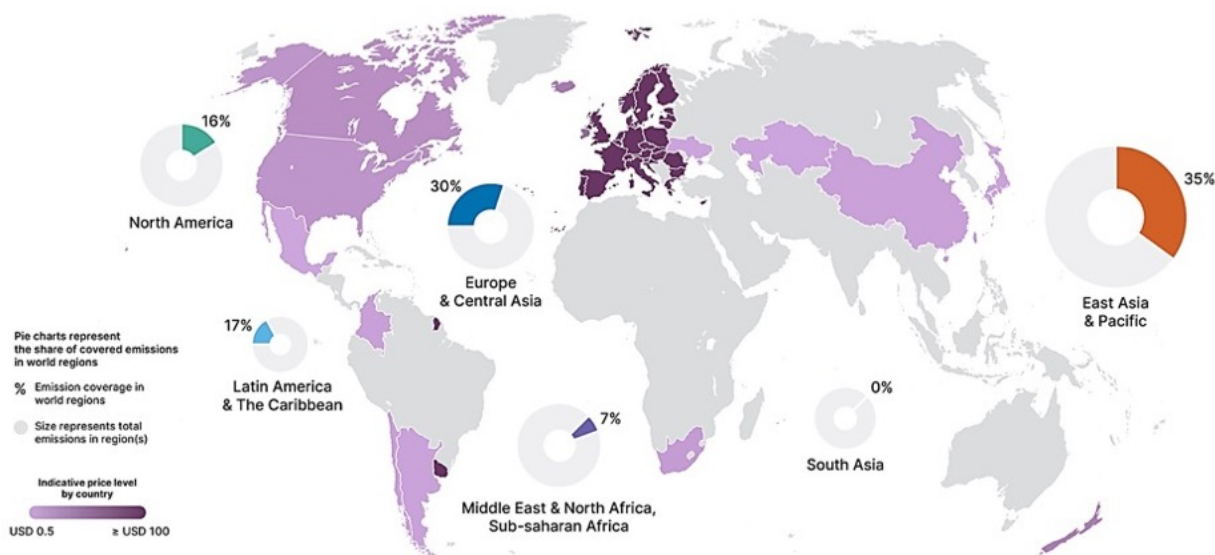 16%
North America
30%
Europe
& Central Asia
35%
East Asia
& Pacific
17%
Latin America
& The Caribbean
7%
Middle East & North Africa,
Sub-saharan Africa
0%
South Asia
Pie charts represent
the share of covered emissions
in world regions
% Emission coverage in
world regions
Size represents total
emissions in region(s)
Indicative price level
by country
USD 0.5 ≥ USD 100